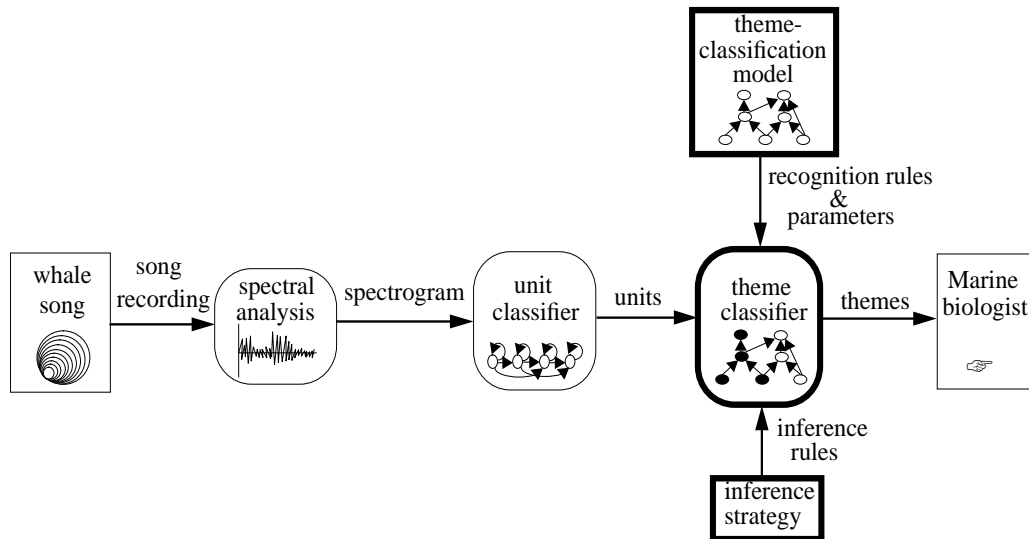 theme-
classification
model
recognition rules
&
parameters
whale
song
song
recording
spectral
analysis
spectrogram
unit
classifier
units
theme
classifier
themes
Marine
biologist
inference
rules
inference
strategy